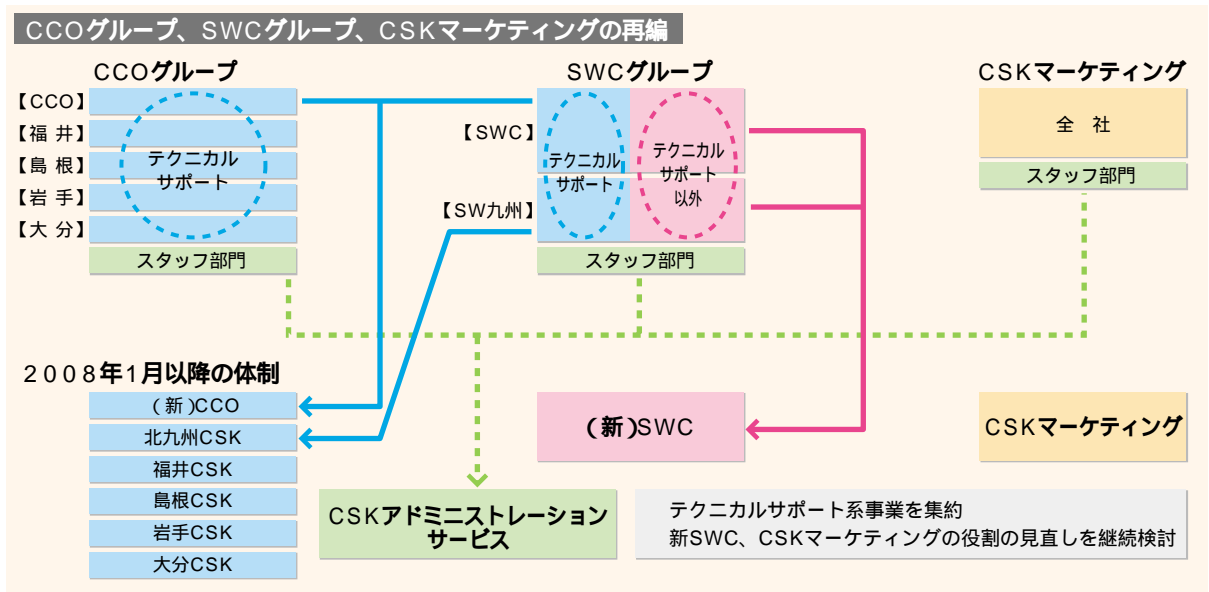 CCOグループ、SWCグループ、CSKマーケティングの再編
CCOグループ
【CCO】
【福 井】
【島 根】
【岩 手】
【大 分】
テクニカル
サポート
スタッフ部門
SWCグループ
【SWC】
【SW九州】
テクニカル
サポート
テクニカル
サポート
以外
スタッフ部門
CSKマーケティング
全 社
スタッフ部門
2008年1月以降の体制
(新)CCO
北九州CSK
福井CSK
島根CSK
岩手CSK
大分CSK
CSKアドミニストレーション
サービス
(新)SWC
CSKマーケティング
テクニカルサポート系事業を集約
新SWC、CSKマーケティングの役割の見直しを継続検討